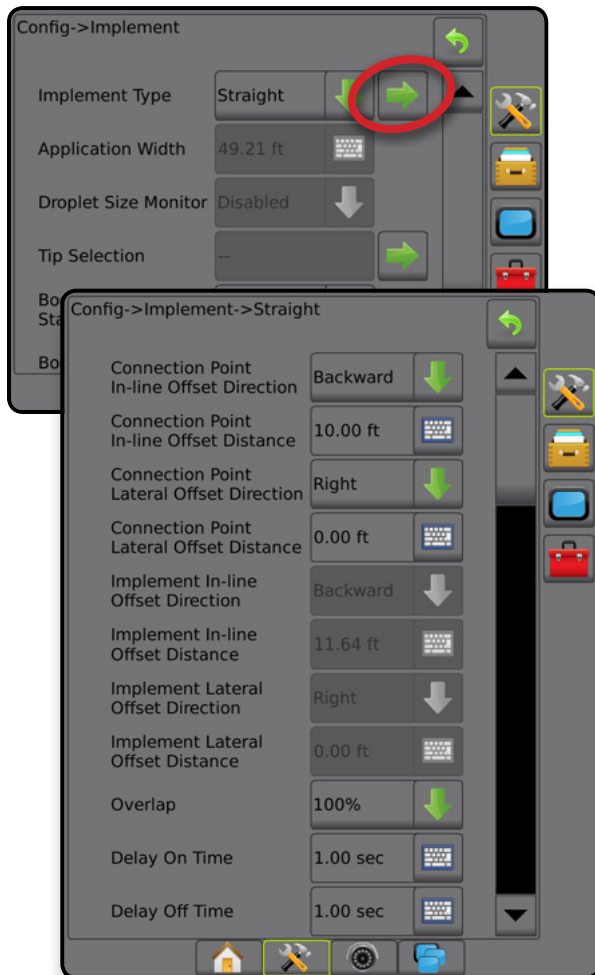 Config->Implement
Implement Type Straight
Application Width 49.21 ft
Droplet Size Monitor Disabled
Tip Selection --
Bo
Sta
Bo
Config->Implement->Straight
Connection Point
In-line Offset Direction Backward
Connection Point
In-line Offset Distance 10.00 ft
Connection Point
Lateral Offset Direction Right
Connection Point
Lateral Offset Distance 0.00 ft
Implement In-line
Offset Direction Backward
Implement In-line
Offset Distance 11.64 ft
Implement Lateral
Offset Direction Right
Implement Lateral
Offset Distance 0.00 ft
Overlap 100%
Delay On Time 1.00 sec
Delay Off Time 1.00 sec